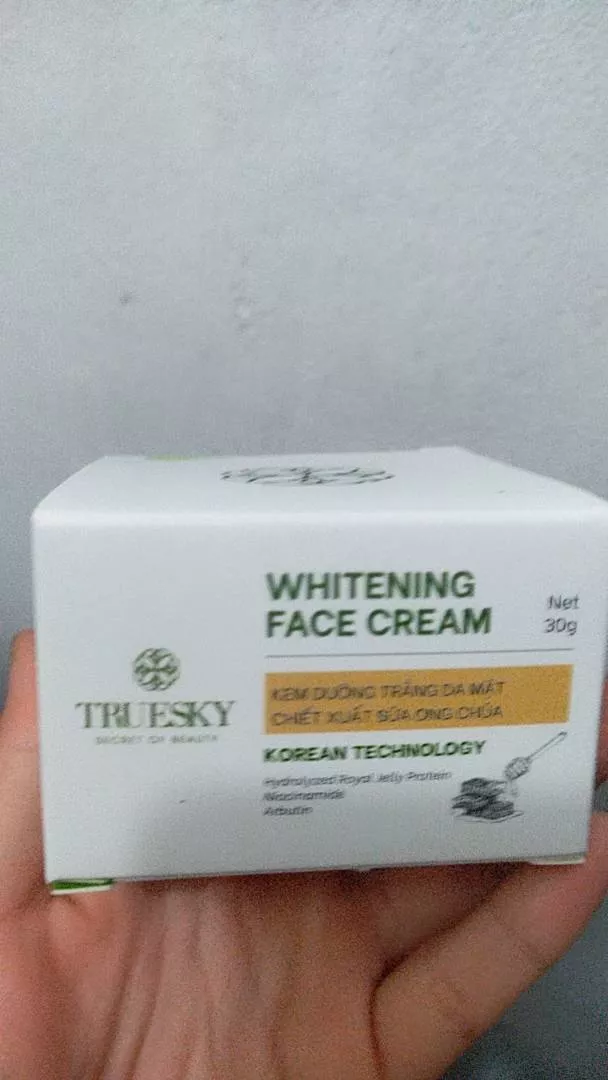 WHITENING
FACE CREAM
Net
30g
TRUESKY
SECRET OF BEAUTY
KEM DƯỠNG TRẮNG DA MẶT
CHIẾT XUẤT SỮA ONG CHÚA
KOREAN TECHNOLOGY
Hydrolyzed Royal Jelly Protein
Niacinamide
Arbutin